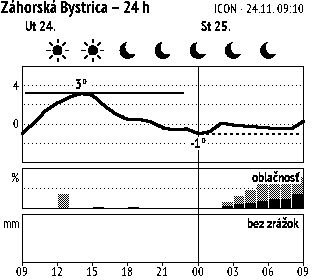 Záhorská Bystrica – 24 h
ICON · 24.11. 09:10
Ut 24.
St 25.
4
3°
0
-1°
%
oblačnosť
mm
bez zrážok
09 12 15 18 21 00 03 06 09